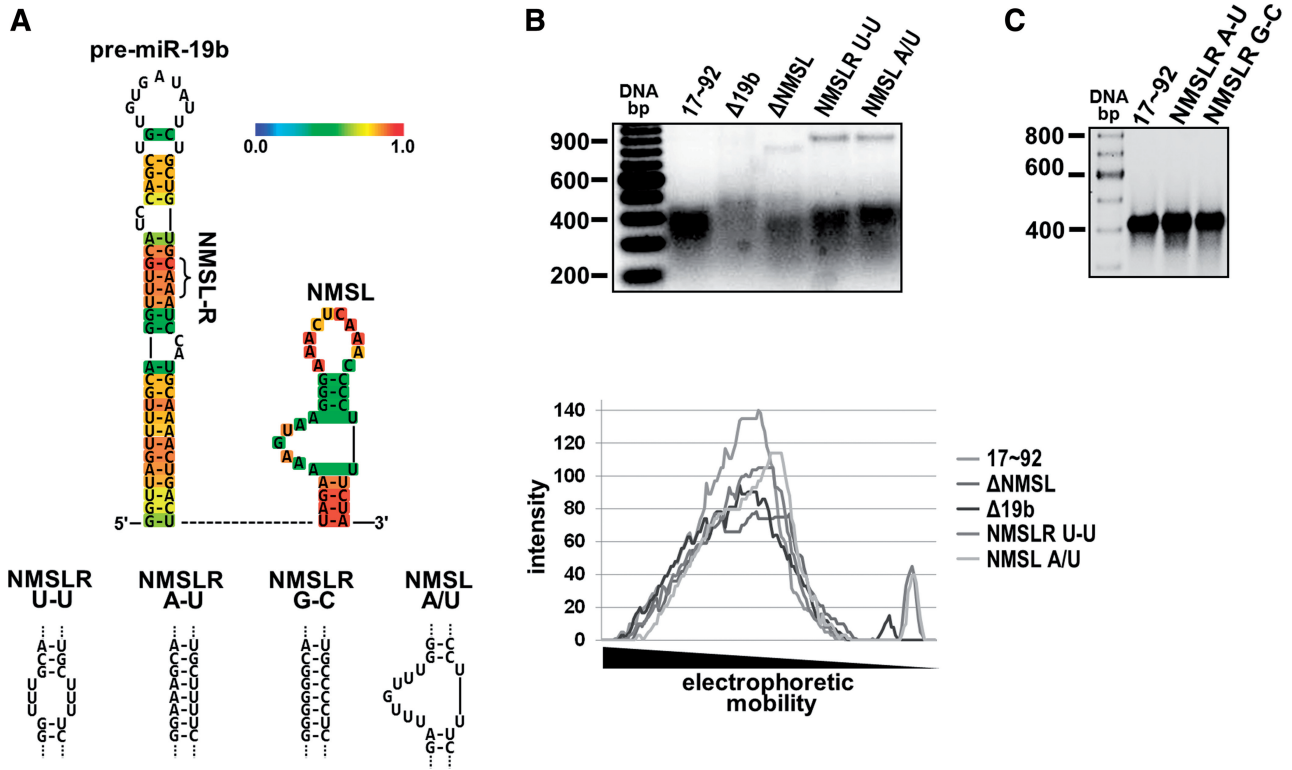 A
pre-miR-19b
A
G U
U A
G U
U U
G-C
U U
C-G
G-C
A-U
C-G
C
U
A-U
C-G
G-C
U-A
U-A
U-A
G-U
G-C
C
A
A-U
C-G
G-C
U-A
U-A
U-A
U-A
G-C
A-U
U-G
U-A
G-C
G-U
5'
NMSL-R
0.0 1.0
NMSL
U C
C A
A A
A A
A C
G-C
G-C
G-C
A U
A
U
G
A
A
A U
A-U
G-C
A-U
U-A
3'
NMSLR
U-U
A-U
C-G
G-C
U U
U U
U U
G-U
G-C
NMSLR
A-U
A-U
C-G
G-C
A-U
A-U
A-U
G-U
G-C
NMSLR
G-C
A-U
C-G
G-C
G-C
G-C
G-C
G-U
G-C
NMSL
A/U
G-C
G-C
U U
U
U
G
U
U
U U
A-U
G-C
B
DNA
bp
17~92
Δ19b
ΔNMSL
NMSLR U-U
NMSL A/U
900
600
400
200
intensity
140
120
100
80
60
40
20
0
electrophoretic
mobility
17~92
ΔNMSL
Δ19b
NMSLR U-U
NMSL A/U
C
DNA
bp
17~92
NMSLR A-U
NMSLR G-C
800
600
400